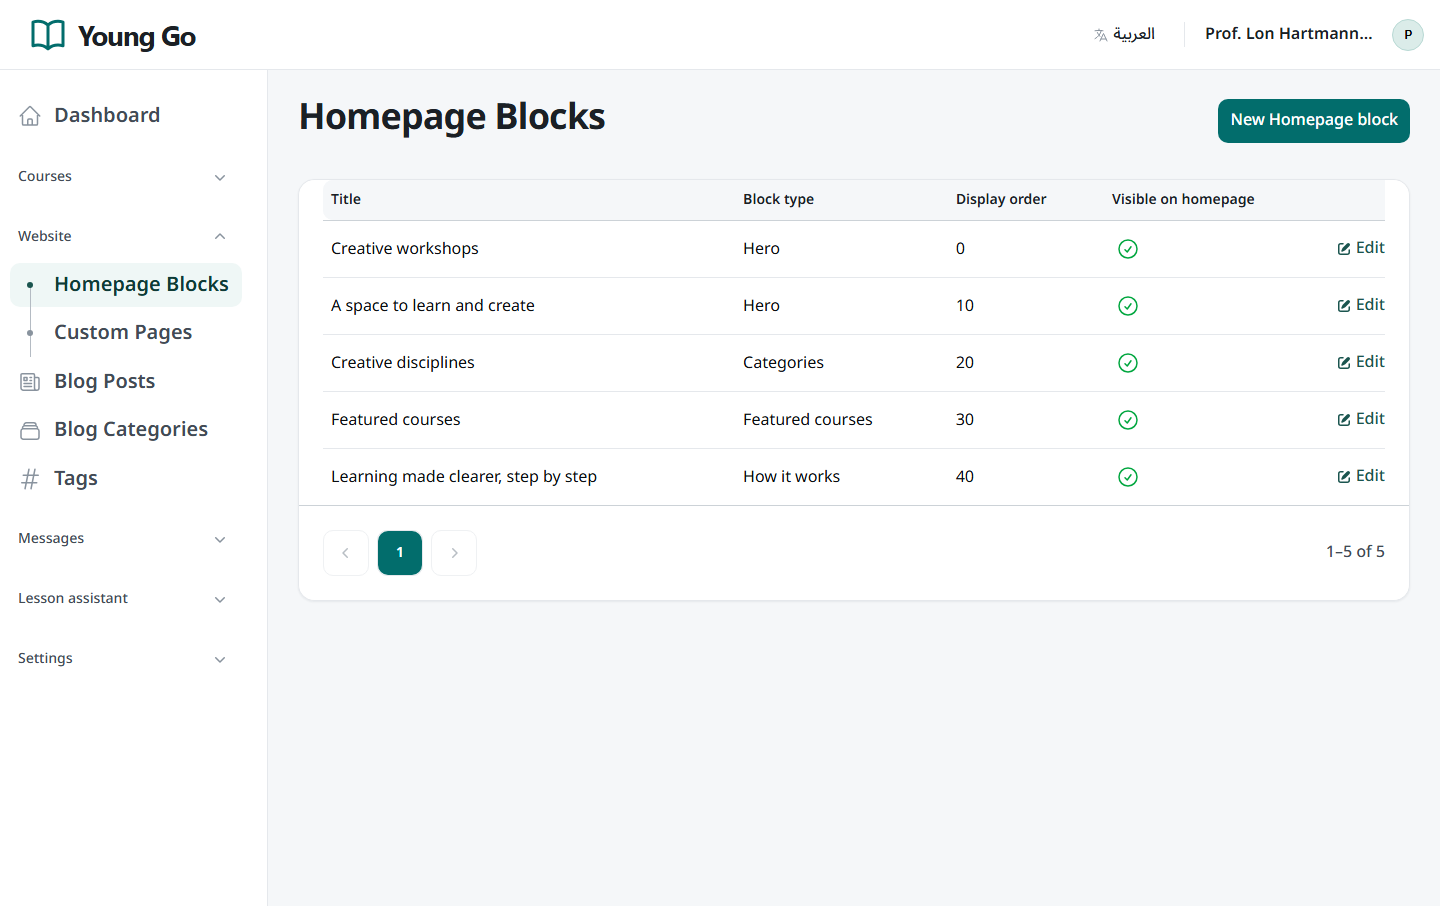 Young Go
العربية
Prof. Lon Hartmann...
P
Dashboard
Courses
Website
Homepage Blocks
Custom Pages
Blog Posts
Blog Categories
Tags
Messages
Lesson assistant
Settings
Homepage Blocks
New Homepage block
Title Block type Display order Visible on homepage
Creative workshops Hero 0 Edit
A space to learn and create Hero 10 Edit
Creative disciplines Categories 20 Edit
Featured courses Featured courses 30 Edit
Learning made clearer, step by step How it works 40 Edit
1
1–5 of 5